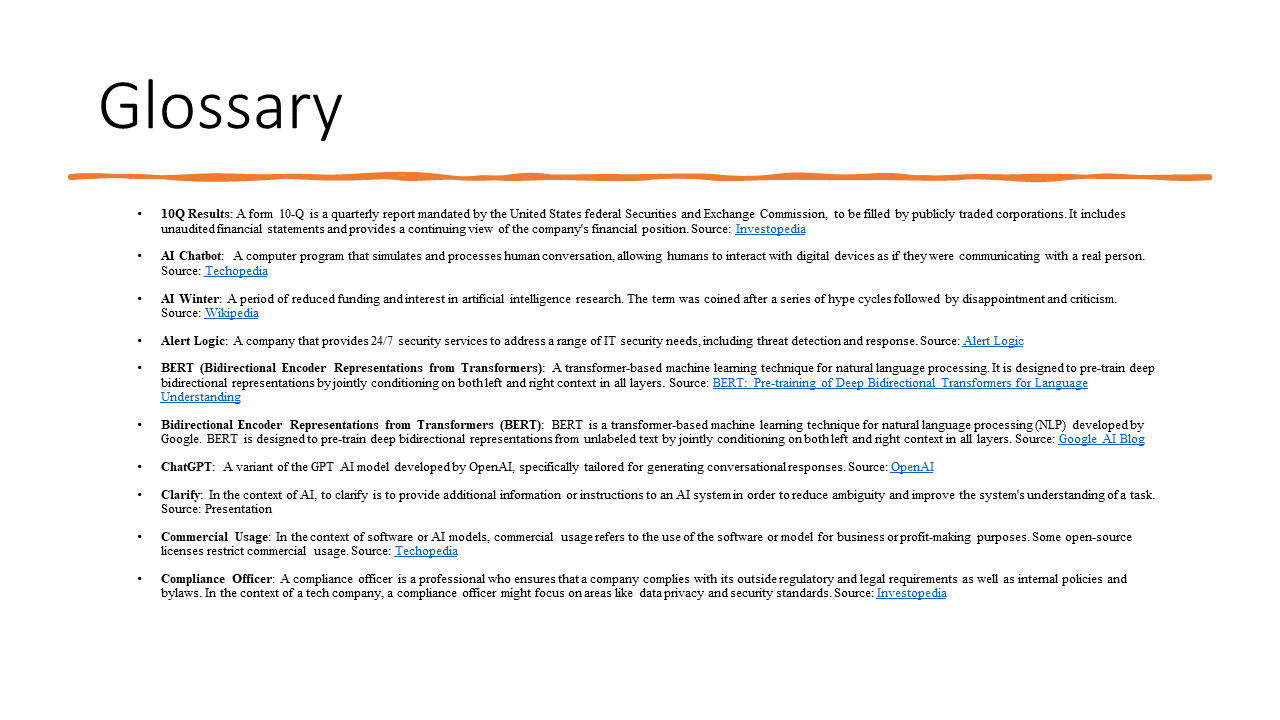 Glossary
• 10Q Results: A form 10-Q is a quarterly report mandated by the United States federal Securities and Exchange Commission, to be filled by publicly traded corporations. It includes
unaudited financial statements and provides a continuing view of the company's financial position. Source: Investopedia
• AI Chatbot: A computer program that simulates and processes human conversation, allowing humans to interact with digital devices as if they were communicating with a real person.
Source: Techopedia
• AI Winter: A period of reduced funding and interest in artificial intelligence research. The term was coined after a series of hype cycles followed by disappointment and criticism.
Source: Wikipedia
• Alert Logic: A company that provides 24/7 security services to address a range of IT security needs, including threat detection and response. Source: Alert Logic
• BERT (Bidirectional Encoder Representations from Transformers): A transformer-based machine learning technique for natural language processing. It is designed to pre-train deep
bidirectional representations by jointly conditioning on both left and right context in all layers. Source: BERT: Pre-training of Deep Bidirectional Transformers for Language
Understanding
• Bidirectional Encoder Representations from Transformers (BERT): BERT is a transformer-based machine learning technique for natural language processing (NLP) developed by
Google. BERT is designed to pre-train deep bidirectional representations from unlabeled text by jointly conditioning on both left and right context in all layers. Source: Google AI Blog
• ChatGPT: A variant of the GPT AI model developed by OpenAI, specifically tailored for generating conversational responses. Source: OpenAI
• Clarify: In the context of AI, to clarify is to provide additional information or instructions to an AI system in order to reduce ambiguity and improve the system's understanding of a task.
Source: Presentation
• Commercial Usage: In the context of software or AI models, commercial usage refers to the use of the software or model for business or profit-making purposes. Some open-source
licenses restrict commercial usage. Source: Techopedia
• Compliance Officer: A compliance officer is a professional who ensures that a company complies with its outside regulatory and legal requirements as well as internal policies and
bylaws. In the context of a tech company, a compliance officer might focus on areas like data privacy and security standards. Source: Investopedia